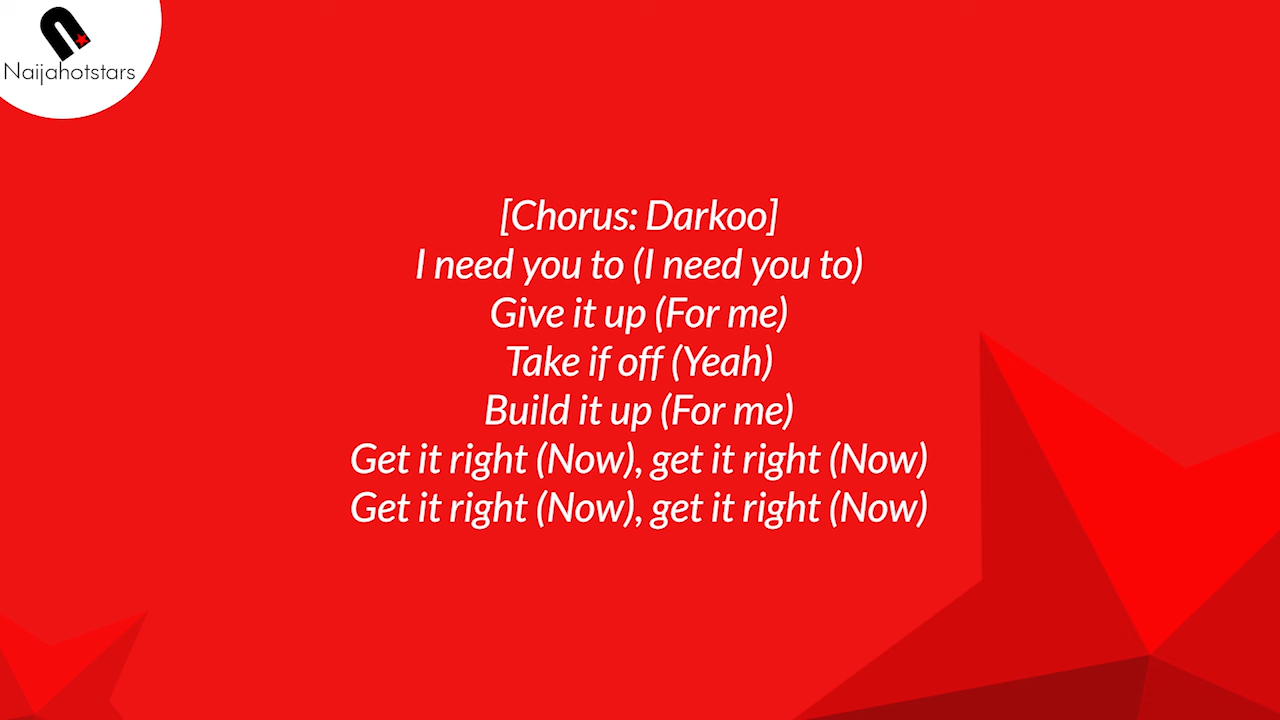 Naijahotstars
[Chorus: Darkoo]
I need you to (I need you to)
Give it up (For me)
Take if off (Yeah)
Build it up (For me)
Get it right (Now), get it right (Now)
Get it right (Now), get it right (Now)